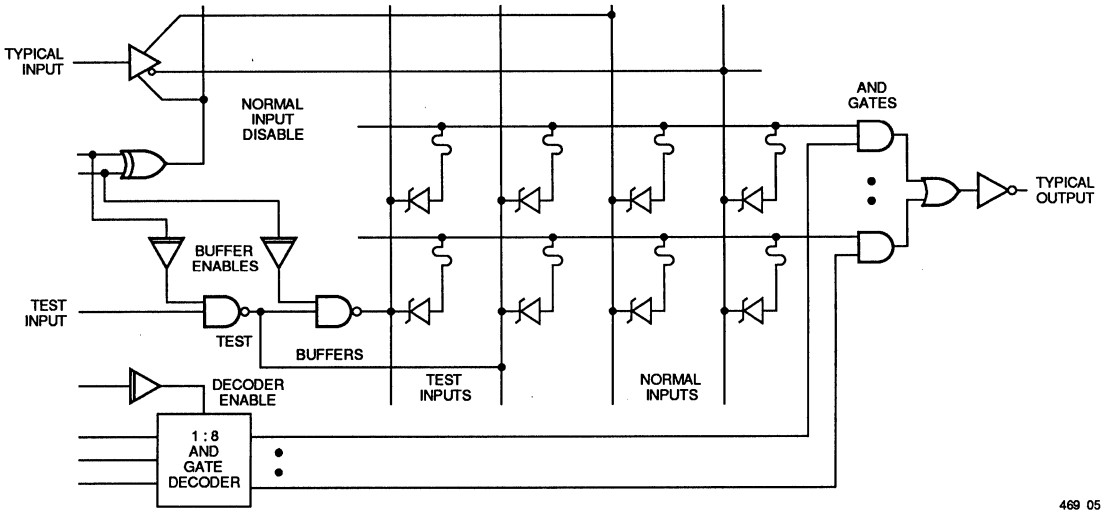 TYPICAL
INPUT
NORMAL
INPUT
DISABLE
AND
GATES
TYPICAL
OUTPUT
BUFFER
ENABLES
TEST
INPUT
TEST
BUFFERS
TEST
INPUTS
NORMAL
INPUTS
DECODER
ENABLE
1 : 8
AND
GATE
DECODER
469 05